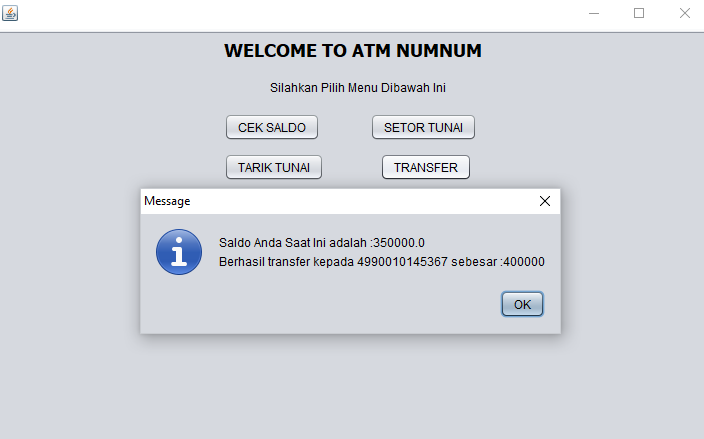 WELCOME TO ATM NUMNUM
Silahkan Pilih Menu Dibawah Ini
CEK SALDO
SETOR TUNAI
TARIK TUNAI
TRANSFER
Message
Saldo Anda Saat Ini adalah :350000.0
Berhasil transfer kepada 4990010145367 sebesar :400000
OK